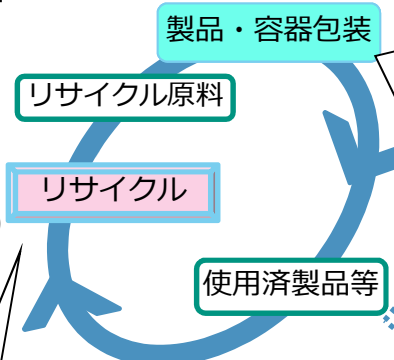 製品・容器包装
リサイクル原料
リサイクル
使用済製品等